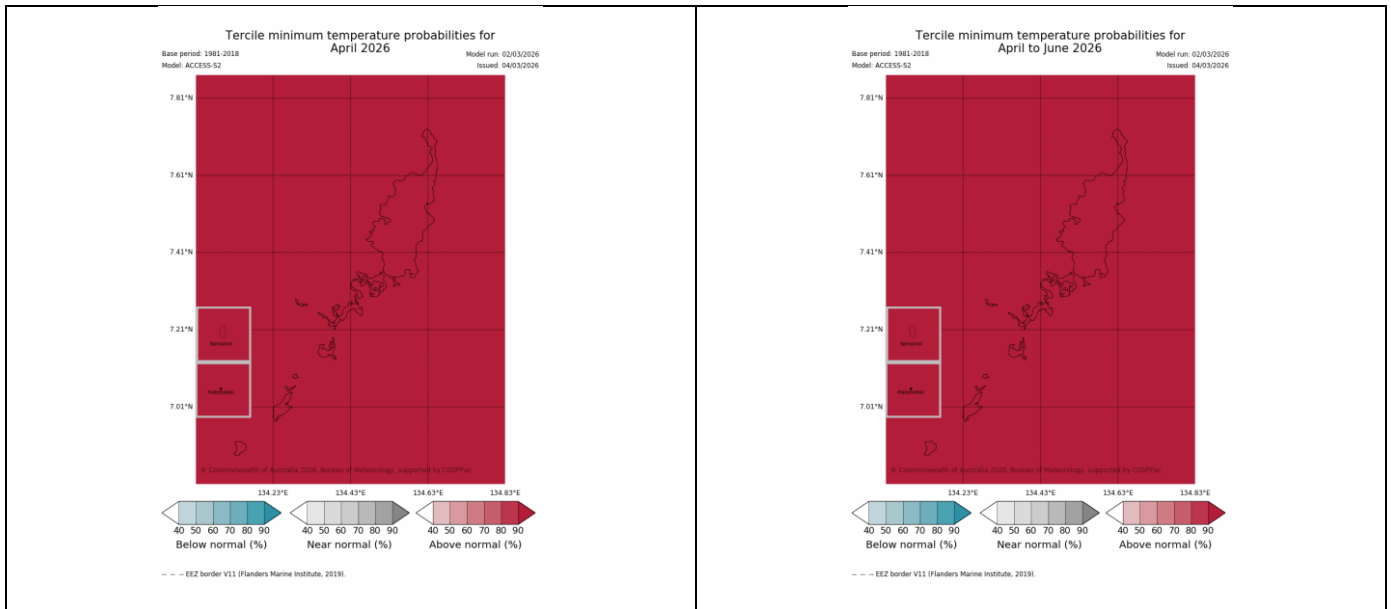 Tercile minimum temperature probabilities for
April 2026
Base period: 1981-2018
Model run: 02/03/2026
Model: ACCESS-S2
Issued: 04/03/2026
7.81°N
7.61°N
7.41°N
7.21°N
7.01°N
Sonsorol
Hatohobei
© Commonwealth of Australia 2026, Bureau of Meteorology, supported by COSPPac
134.23°E 134.43°E 134.63°E 134.83°E
40 50 60 70 80 90 40 50 60 70 80 90 40 50 60 70 80 90
Below normal (%) Near normal (%) Above normal (%)
-- -- -- EEZ border V11 (Flanders Marine Institute, 2019).
Tercile minimum temperature probabilities for
April to June 2026
Base period: 1981-2018
Model run: 02/03/2026
Model: ACCESS-S2
Issued: 04/03/2026
7.81°N
7.61°N
7.41°N
7.21°N
7.01°N
Sonsorol
Hatohobei
© Commonwealth of Australia 2026, Bureau of Meteorology, supported by COSPPac
134.23°E 134.43°E 134.63°E 134.83°E
40 50 60 70 80 90 40 50 60 70 80 90 40 50 60 70 80 90
Below normal (%) Near normal (%) Above normal (%)
-- -- -- EEZ border V11 (Flanders Marine Institute, 2019).